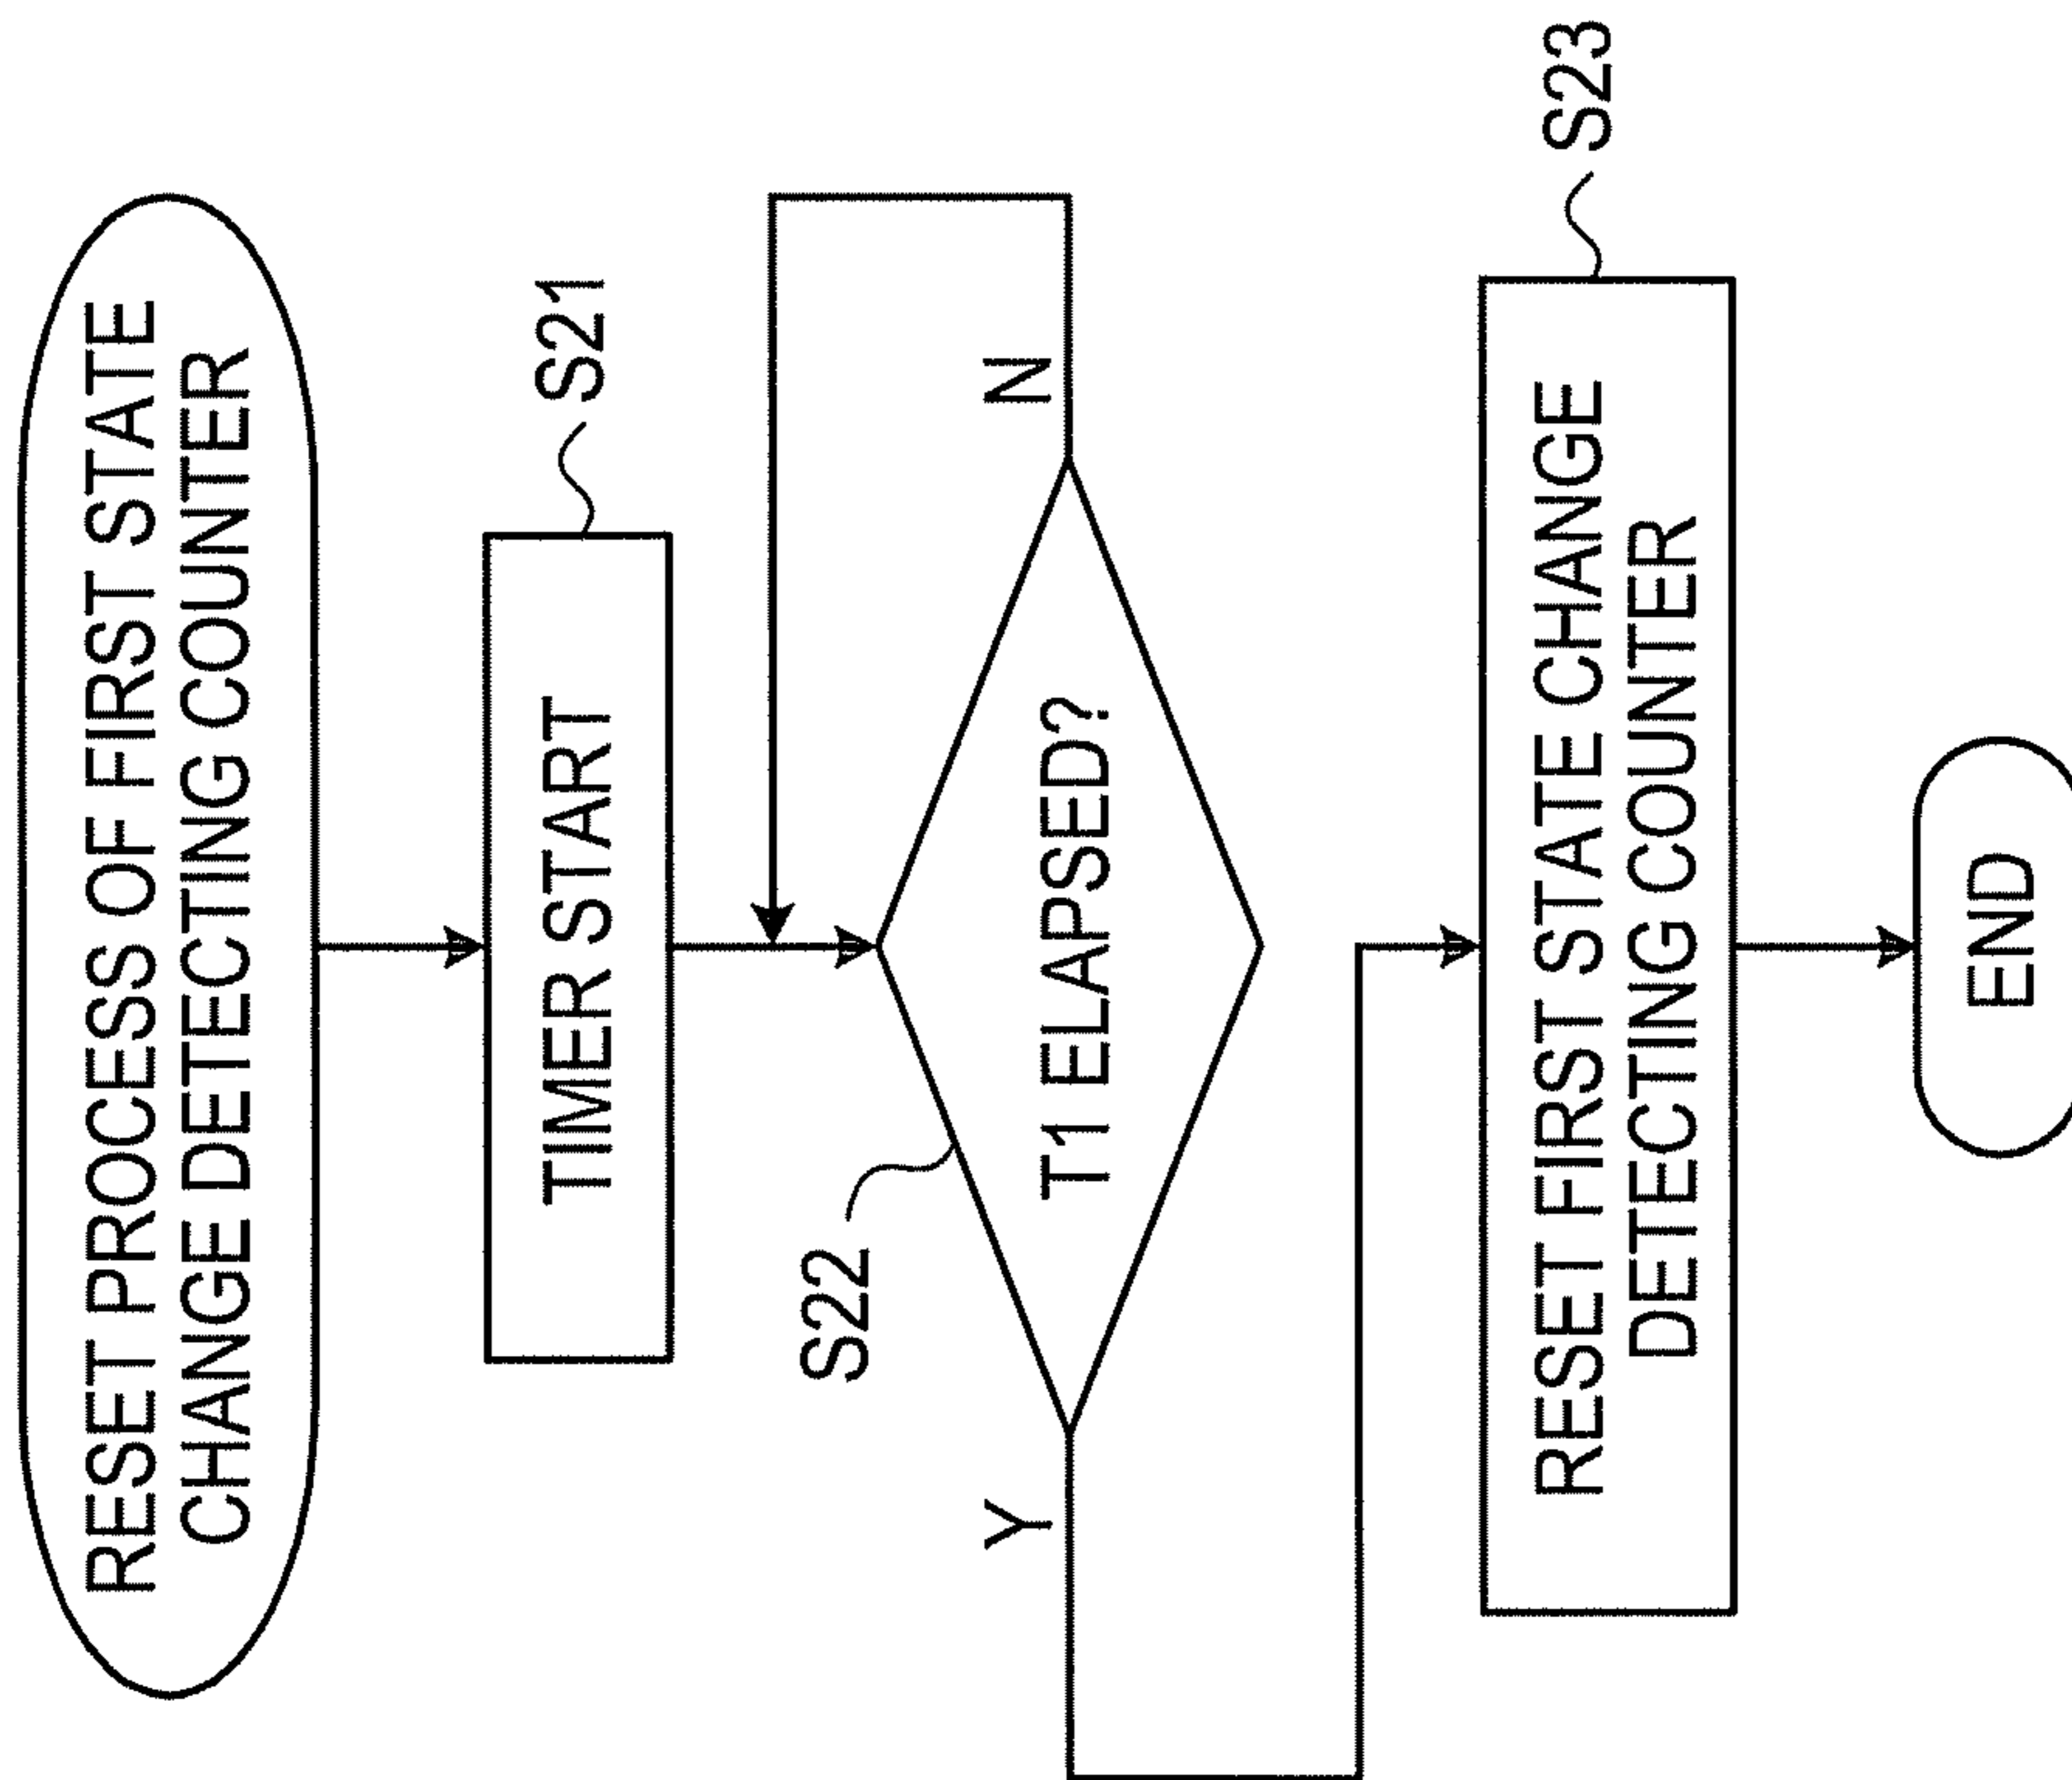 RESET PROCESS OF FIRST STATE
CHANGE DETECTING COUNTER
TIMER START
S21
S22
T1 ELAPSED?
N
Y
RESET FIRST STATE CHANGE
DETECTING COUNTER
S23
END